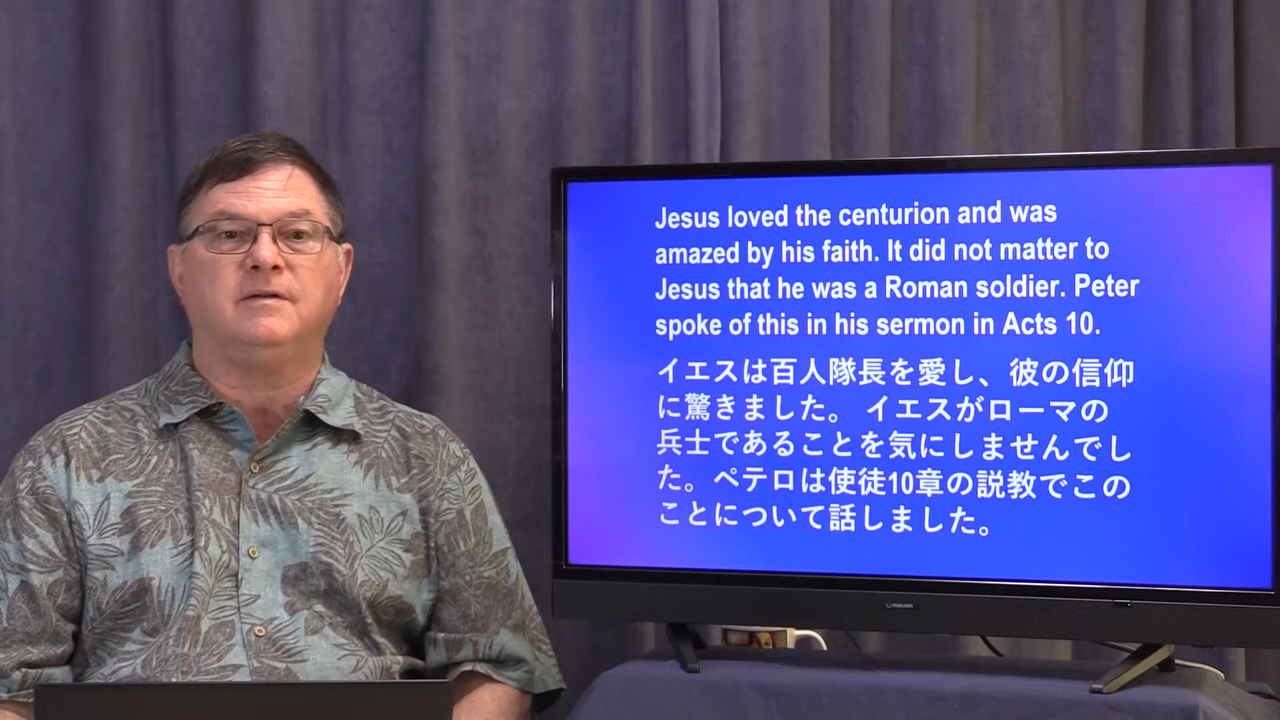 Jesus loved the centurion and was
amazed by his faith. It did not matter to
Jesus that he was a Roman soldier. Peter
spoke of this in his sermon in Acts 10.
イエスは百人隊長を愛し、彼の信仰
に驚きました。 イエスがローマの
兵士であることを気にしませんでし
た。ペテロは使徒10章の説教でこの
ことについて話しました。